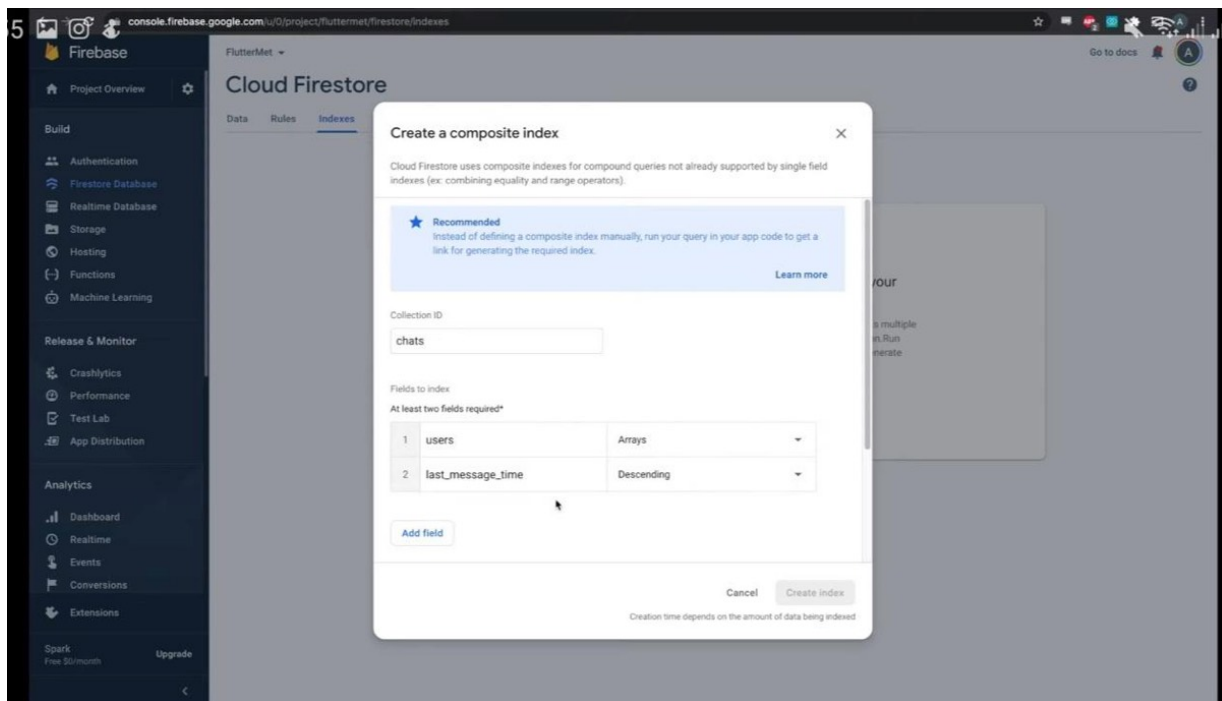 55
console.firebase.google.com/u/0/project/fluttermet/firestore/indexes
Firebase
FlutterMet
Go to docs
A
Project Overview
Cloud Firestore
Data Rules Indexes
Build
Authentication
Firestore Database
Realtime Database
Storage
Hosting
Functions
Machine Learning
Release & Monitor
Crashlytics
Performance
Test Lab
App Distribution
Analytics
Dashboard
Realtime
Events
Conversions
Extensions
Spark
Free $0/month
Upgrade
Create a composite index
Cloud Firestore uses composite indexes for compound queries not already supported by single field
indexes (ex: combining equality and range operators).
Recommended
Instead of defining a composite index manually, run your query in your app code to get a
link for generating the required index.
Learn more
Collection ID
chats
Fields to index
At least two fields required*
1 users Arrays
2 last_message_time Descending
Add field
Cancel Create index
Creation time depends on the amount of data being indexed
your
s multiple
n.Run
nerate